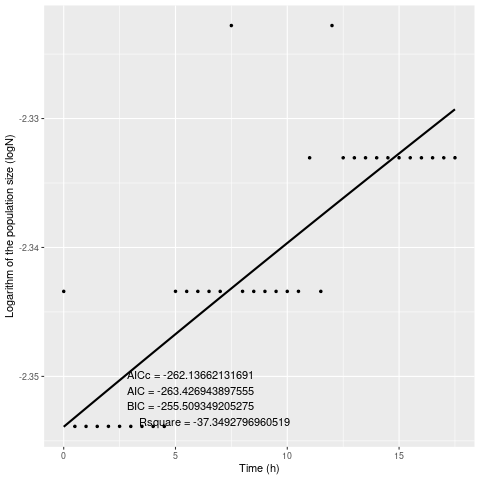 -2.33
-2.34
-2.35
Logarithm of the population size (logN)
AICc = -262.13662131691
AIC = -263.426943897555
BIC = -255.509349205275
Rsquare = -37.3492796960519
0 5 10 15
Time (h)